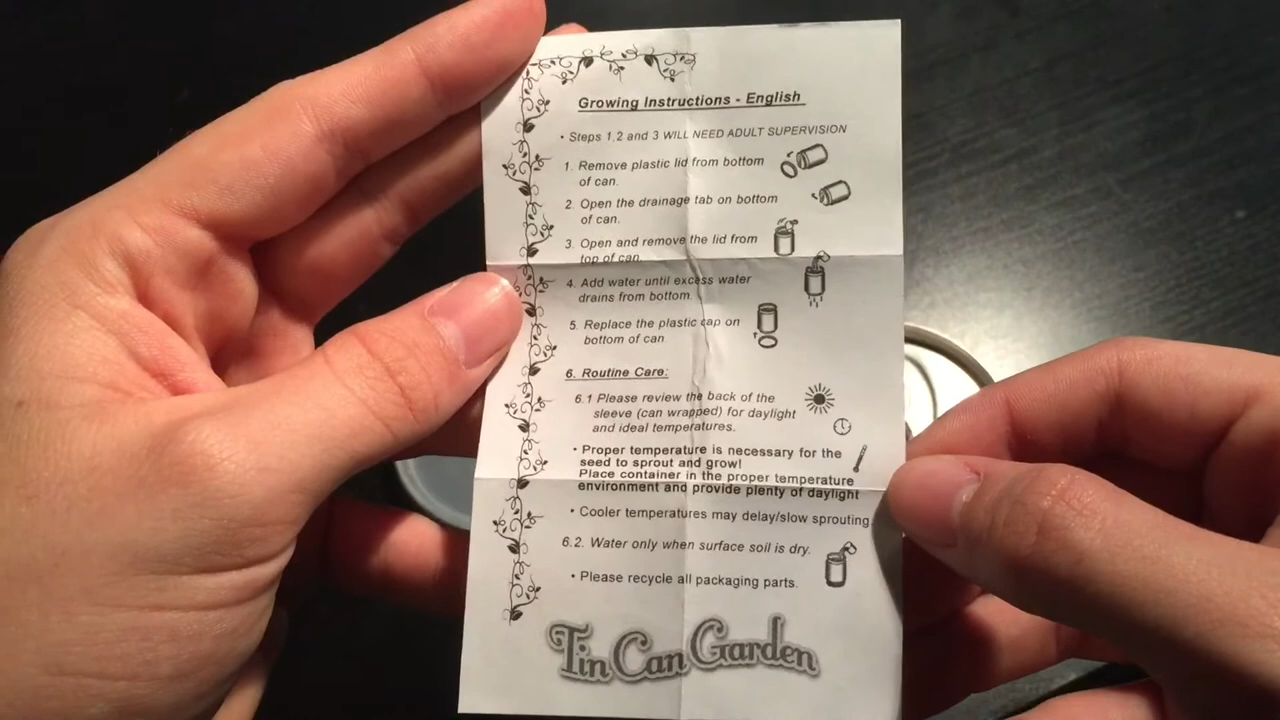 Growing Instructions - English
• Steps 1,2 and 3 WILL NEED ADULT SUPERVISION
1. Remove plastic lid from bottom
of can.
2. Open the drainage tab on bottom
of can.
3. Open and remove the lid from
top of can.
4. Add water until excess water
drains from bottom.
5. Replace the plastic cap on
bottom of can
6. Routine Care:
6.1 Please review the back of the
sleeve (can wrapped) for daylight
and ideal temperatures.
• Proper temperature is necessary for the
seed to sprout and grow!
Place container in the proper temperature
environment and provide plenty of daylight
• Cooler temperatures may delay/slow sprouting.
6.2. Water only when surface soil is dry.
• Please recycle all packaging parts.
Tin Can Garden